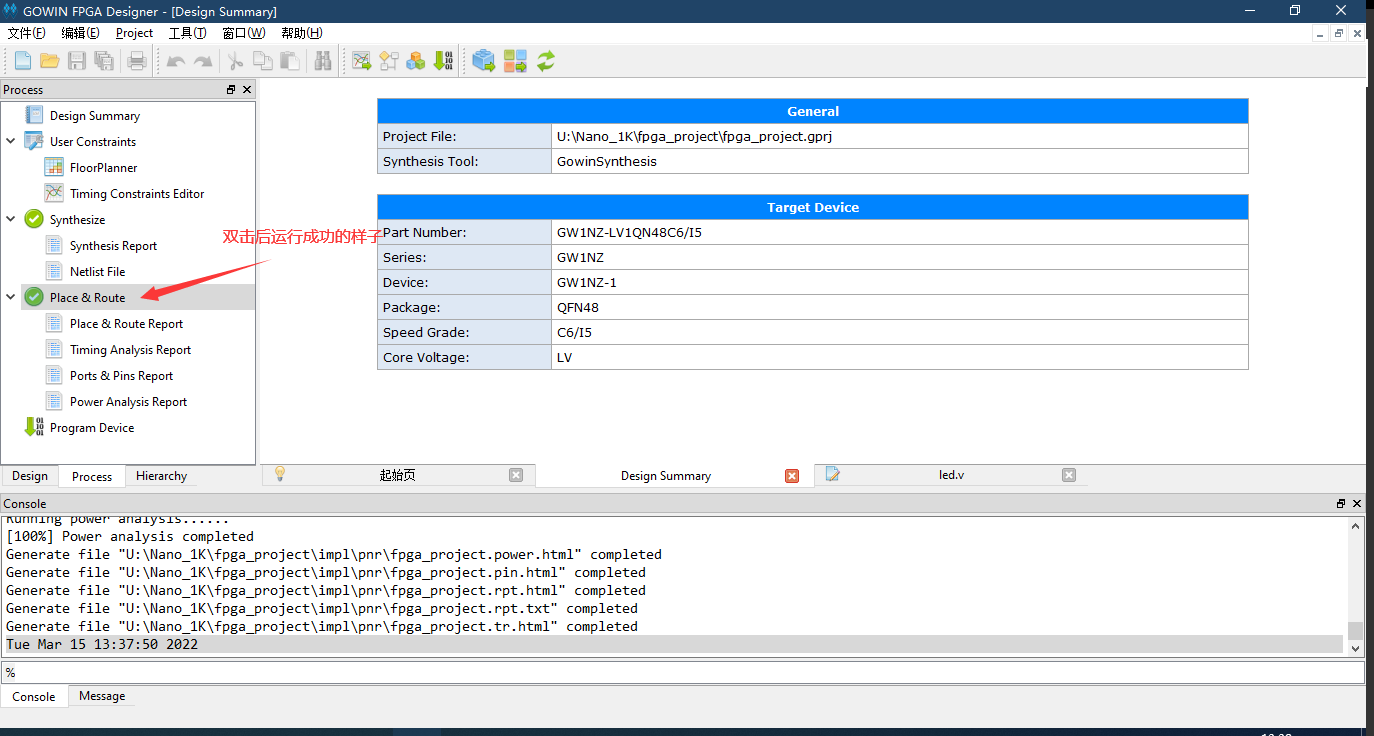 GOWIN FPGA Designer - [Design Summary]
文件(F) 编辑(E) Project 工具(T) 窗口(W) 帮助(H)
Process
Design Summary
User Constraints
FloorPlanner
Timing Constraints Editor
Synthesize
Synthesis Report
Netlist File
Place & Route
Place & Route Report
Timing Analysis Report
Ports & Pins Report
Power Analysis Report
Program Device
Design Process Hierarchy
双击后运行成功的样子
General
Project File: U:\Nano_1K\fpga_project\fpga_project.gprj
Synthesis Tool: GowinSynthesis
Target Device
Part Number: GW1NZ-LV1QN48C6/I5
Series: GW1NZ
Device: GW1NZ-1
Package: QFN48
Speed Grade: C6/I5
Core Voltage: LV
起始页 Design Summary led.v
Console
Running power analysis......
[100%] Power analysis completed
Generate file "U:\Nano_1K\fpga_project\impl\pnr\fpga_project.power.html" completed
Generate file "U:\Nano_1K\fpga_project\impl\pnr\fpga_project.pin.html" completed
Generate file "U:\Nano_1K\fpga_project\impl\pnr\fpga_project.rpt.html" completed
Generate file "U:\Nano_1K\fpga_project\impl\pnr\fpga_project.rpt.txt" completed
Generate file "U:\Nano_1K\fpga_project\impl\pnr\fpga_project.tr.html" completed
Tue Mar 15 13:37:50 2022
%
Console Message